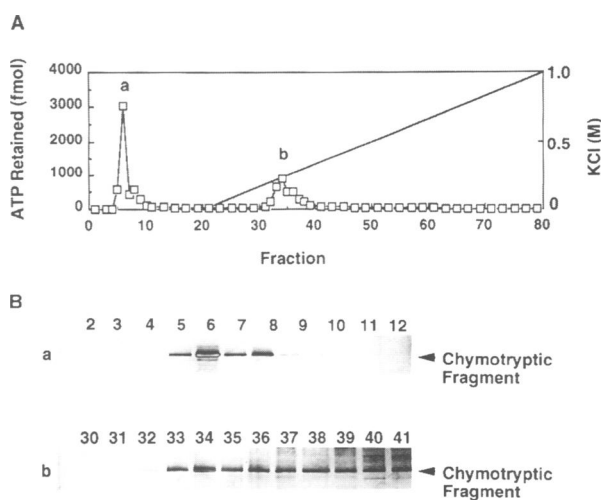 A
ATP Retained (fmol)
4000
3000
2000
1000
0
a
b
1.0
0.5
0
KCl (M)
0 10 20 30 40 50 60 70 80
Fraction
B
2 3 4 5 6 7 8 9 10 11 12
a
Chymotryptic
Fragment
30 31 32 33 34 35 36 37 38 39 40 41
b
Chymotryptic
Fragment